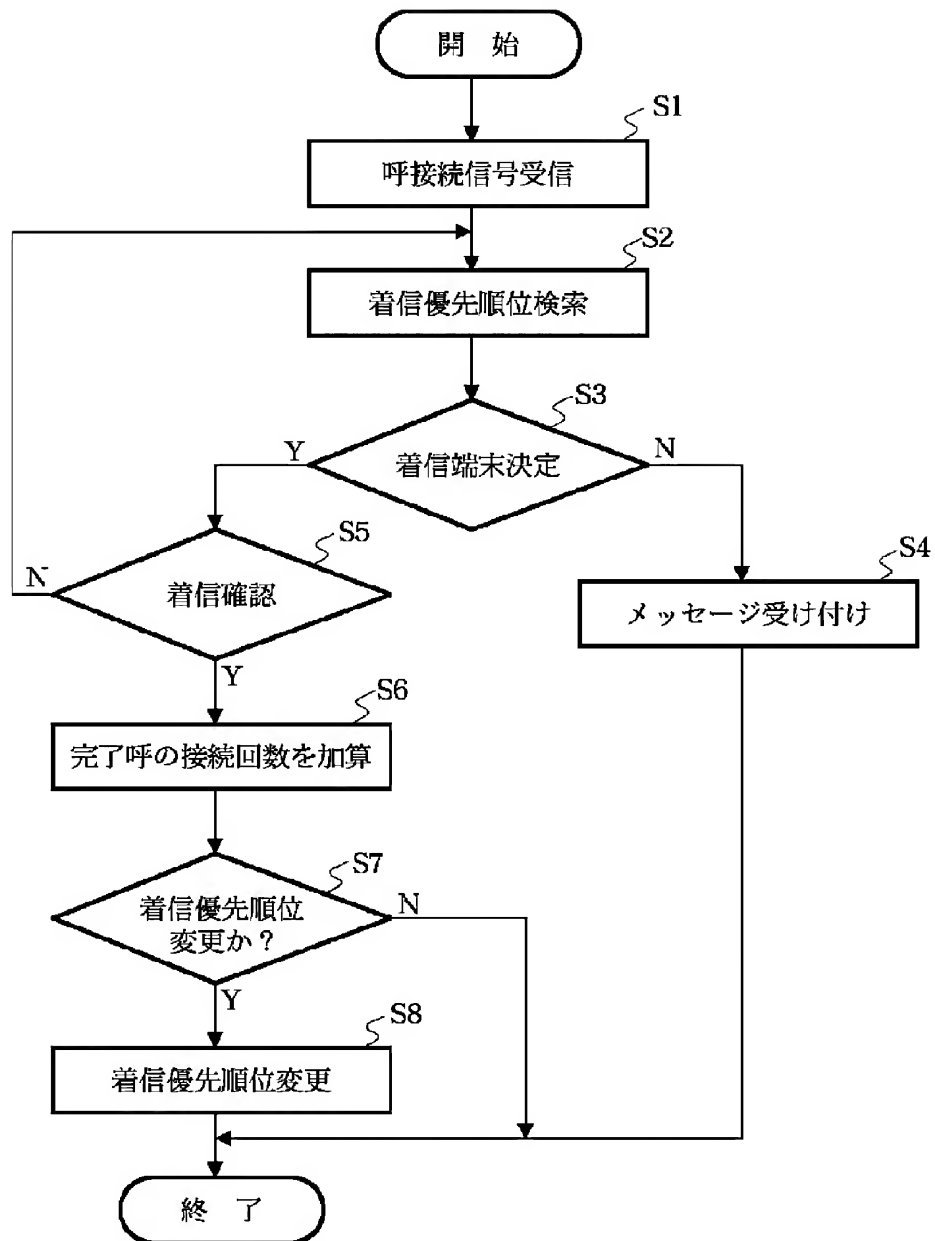 開 始
S1
呼接続信号受信
S2
着信優先順位検索
S3
着信端末決定
Y
N
S5
着信確認
N
Y
S4
メッセージ受け付け
S6
完了呼の接続回数を加算
S7
着信優先順位
変更か？
N
Y
S8
着信優先順位変更
終 了